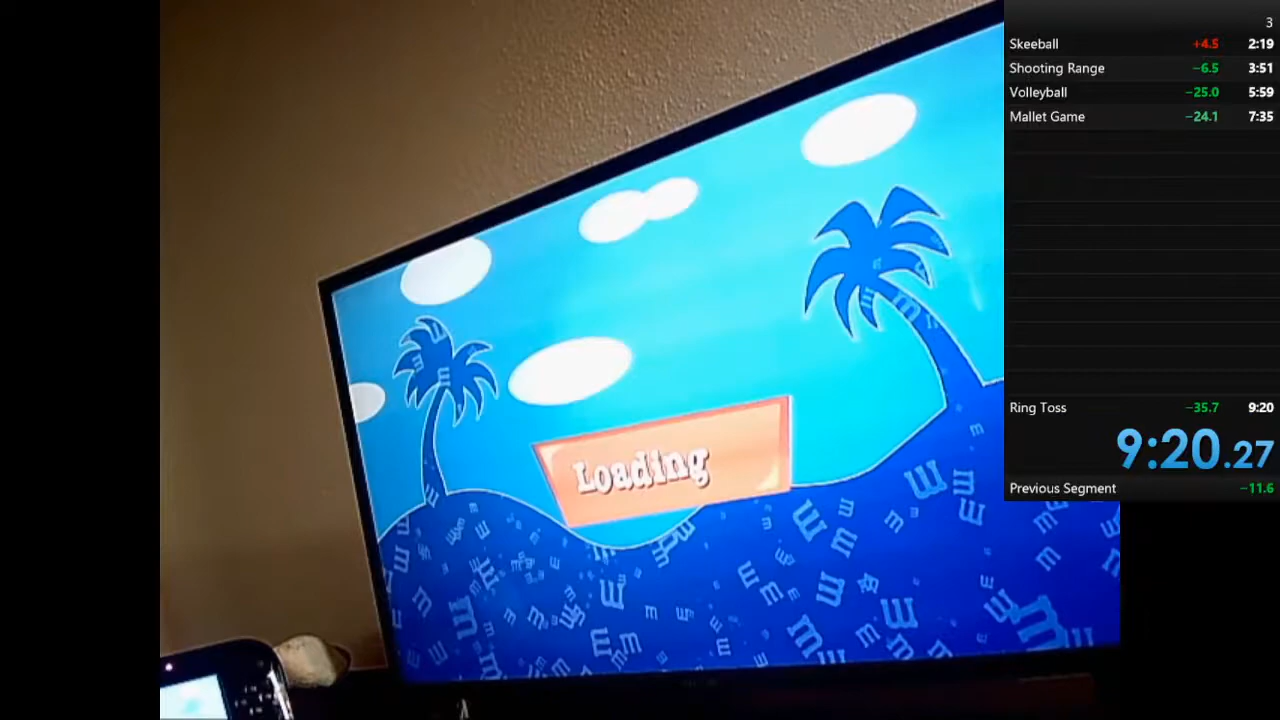 3
Skeeball +4.5 2:19
Shooting Range −6.5 3:51
Volleyball −25.0 5:59
Mallet Game −24.1 7:35
Loading
Ring Toss −35.7 9:20
9:20.27
Previous Segment −11.6